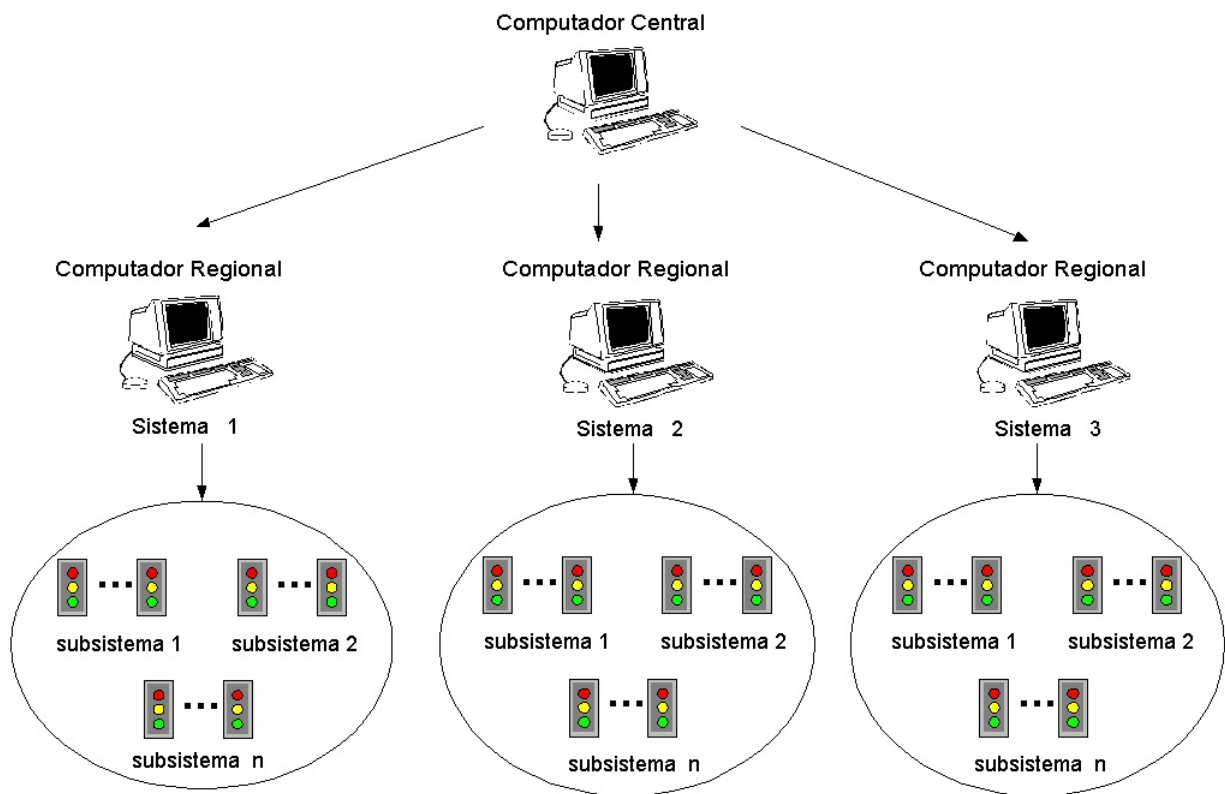 Computador Central
Computador Regional
Computador Regional
Computador Regional
Sistema 1
Sistema 2
Sistema 3
subsistema 1
subsistema 2
subsistema n
subsistema 1
subsistema 2
subsistema n
subsistema 1
subsistema 2
subsistema n